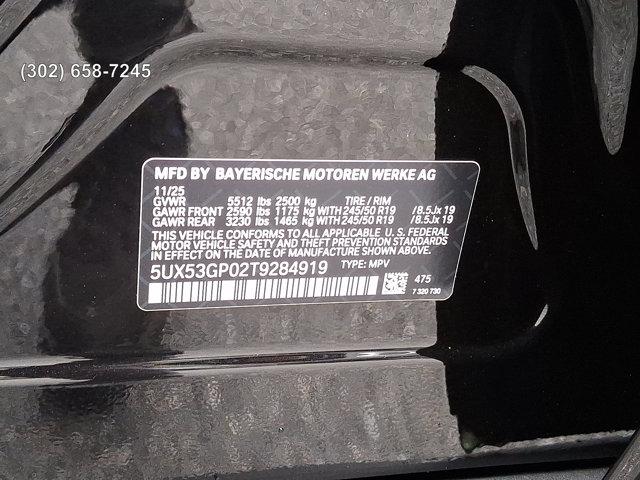 (302) 658-7245
MFD BY BAYERISCHE MOTOREN WERKE AG
11/25
GVWR 5512 lbs 2500 kg TIRE / RIM
GAWR FRONT 2590 lbs 1175 kg WITH 245/50 R19 /8.5Jx 19
GAWR REAR 3230 lbs 1465 kg WITH 245/50 R19 /8.5Jx 19
THIS VEHICLE CONFORMS TO ALL APPLICABLE U. S. FEDERAL
MOTOR VEHICLE SAFETY AND THEFT PREVENTION STANDARDS
IN EFFECT ON THE DATE OF MANUFACTURE SHOWN ABOVE.
5UX53GP02T9284919 TYPE: MPV
475
7 320 730